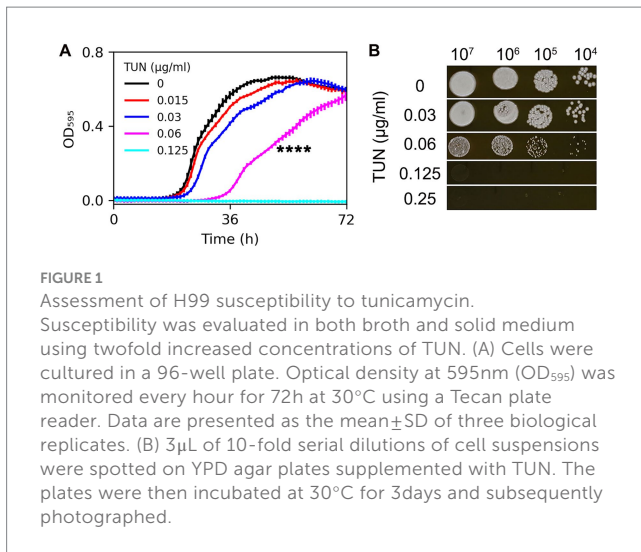 A
B
0.8
0.4
0.0
OD₅₉₅
TUN (µg/ml)
0
0.015
0.03
0.06
0.125
****
0
36
72
Time (h)
10⁷ 10⁶ 10⁵ 10⁴
TUN (µg/ml)
0
0.03
0.06
0.125
0.25
FIGURE 1
Assessment of H99 susceptibility to tunicamycin.
Susceptibility was evaluated in both broth and solid medium
using twofold increased concentrations of TUN. (A) Cells were
cultured in a 96-well plate. Optical density at 595nm (OD₅₉₅) was
monitored every hour for 72h at 30°C using a Tecan plate
reader. Data are presented as the mean±SD of three biological
replicates. (B) 3µL of 10-fold serial dilutions of cell suspensions
were spotted on YPD agar plates supplemented with TUN. The
plates were then incubated at 30°C for 3days and subsequently
photographed.